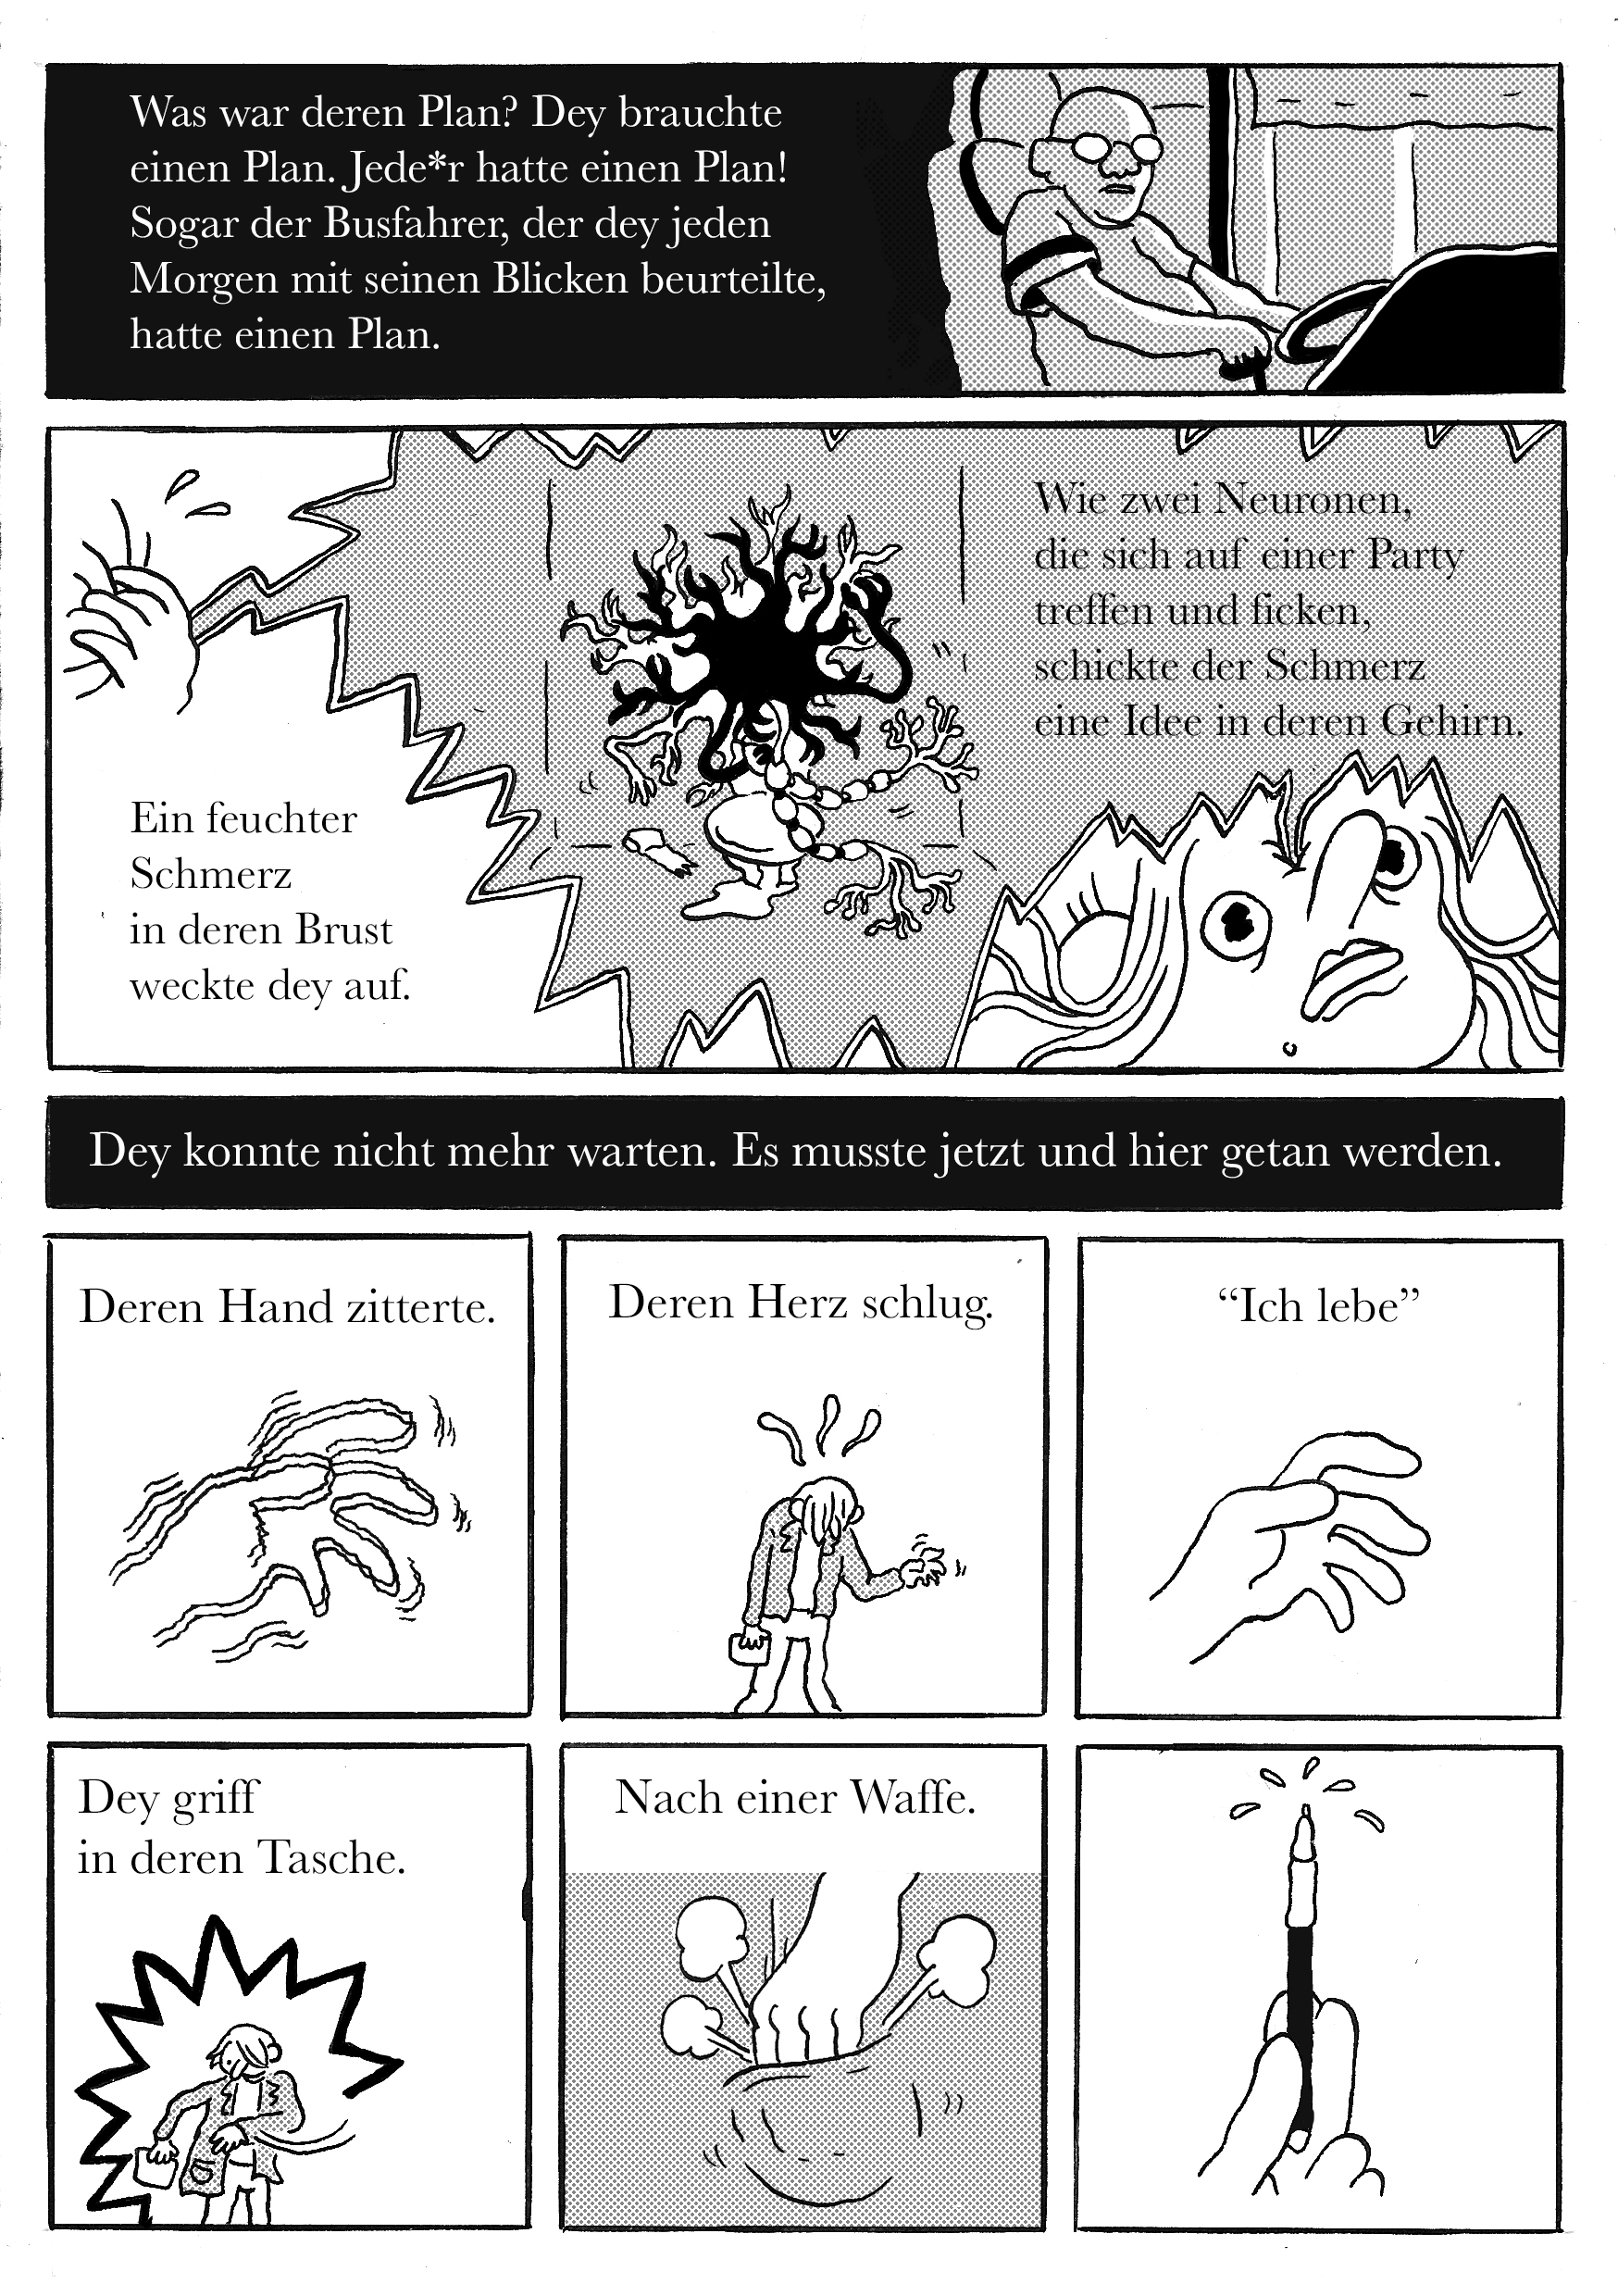 Was war deren Plan? Dey brauchte
einen Plan. Jede*r hatte einen Plan!
Sogar der Busfahrer, der dey jeden
Morgen mit seinen Blicken beurteilte,
hatte einen Plan.
Ein feuchter
Schmerz
in deren Brust
weckte dey auf.
Wie zwei Neuronen,
die sich auf einer Party
treffen und ficken,
schickte der Schmerz
eine Idee in deren Gehirn.
Dey konnte nicht mehr warten. Es musste jetzt und hier getan werden.
Deren Hand zitterte.
Deren Herz schlug.
“Ich lebe”
Dey griff
in deren Tasche.
Nach einer Waffe.